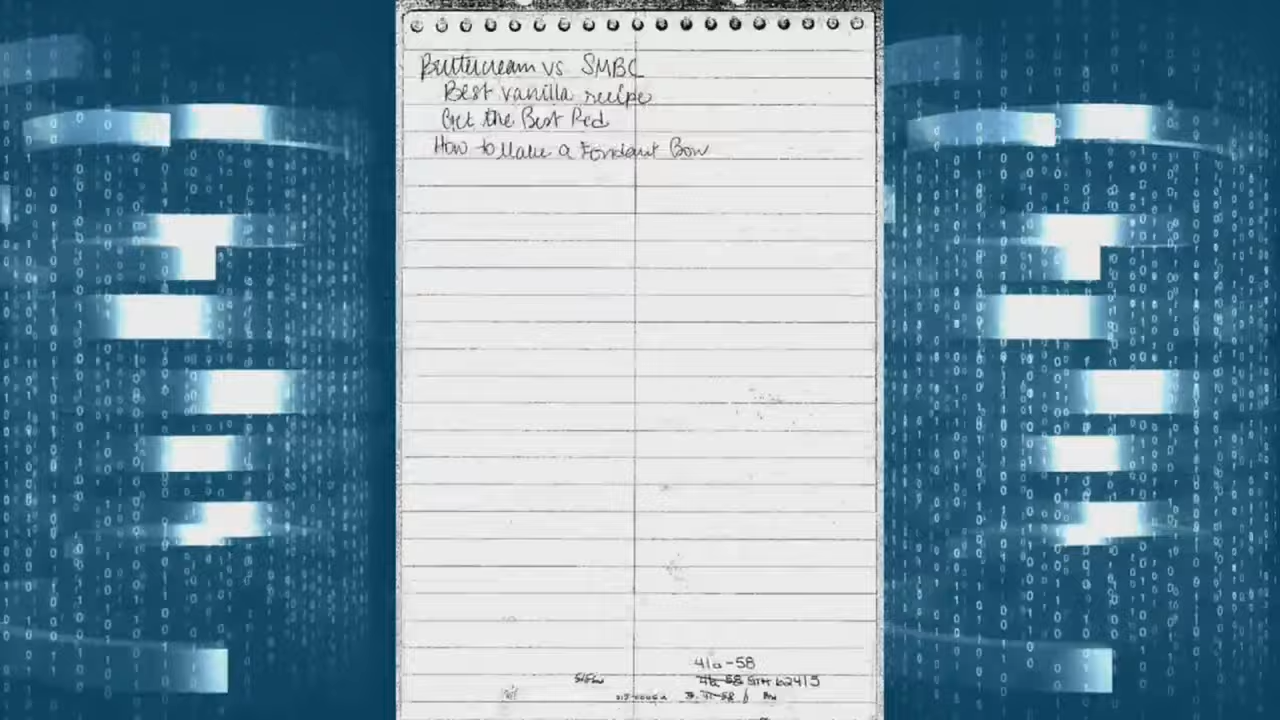 Buttercream vs SMBC
Best vanilla recipe
Get the Best Red
How to Make a Fondant Bow
41a-58